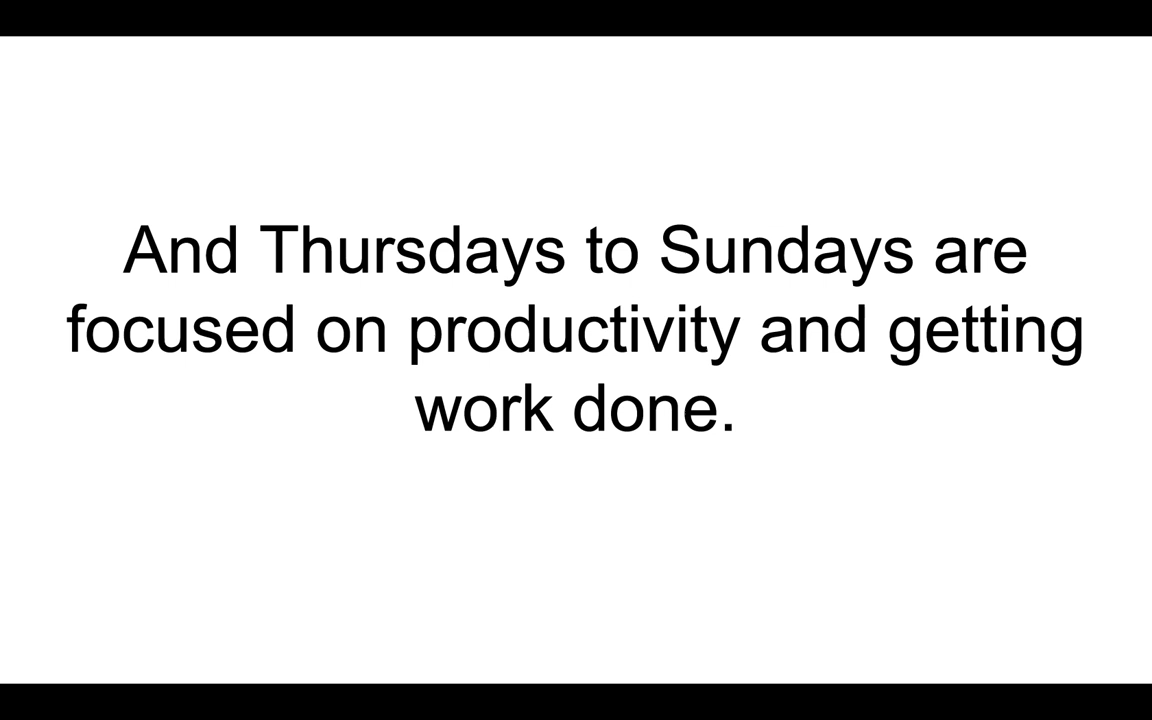 And Thursdays to Sundays are
focused on productivity and getting
work done.